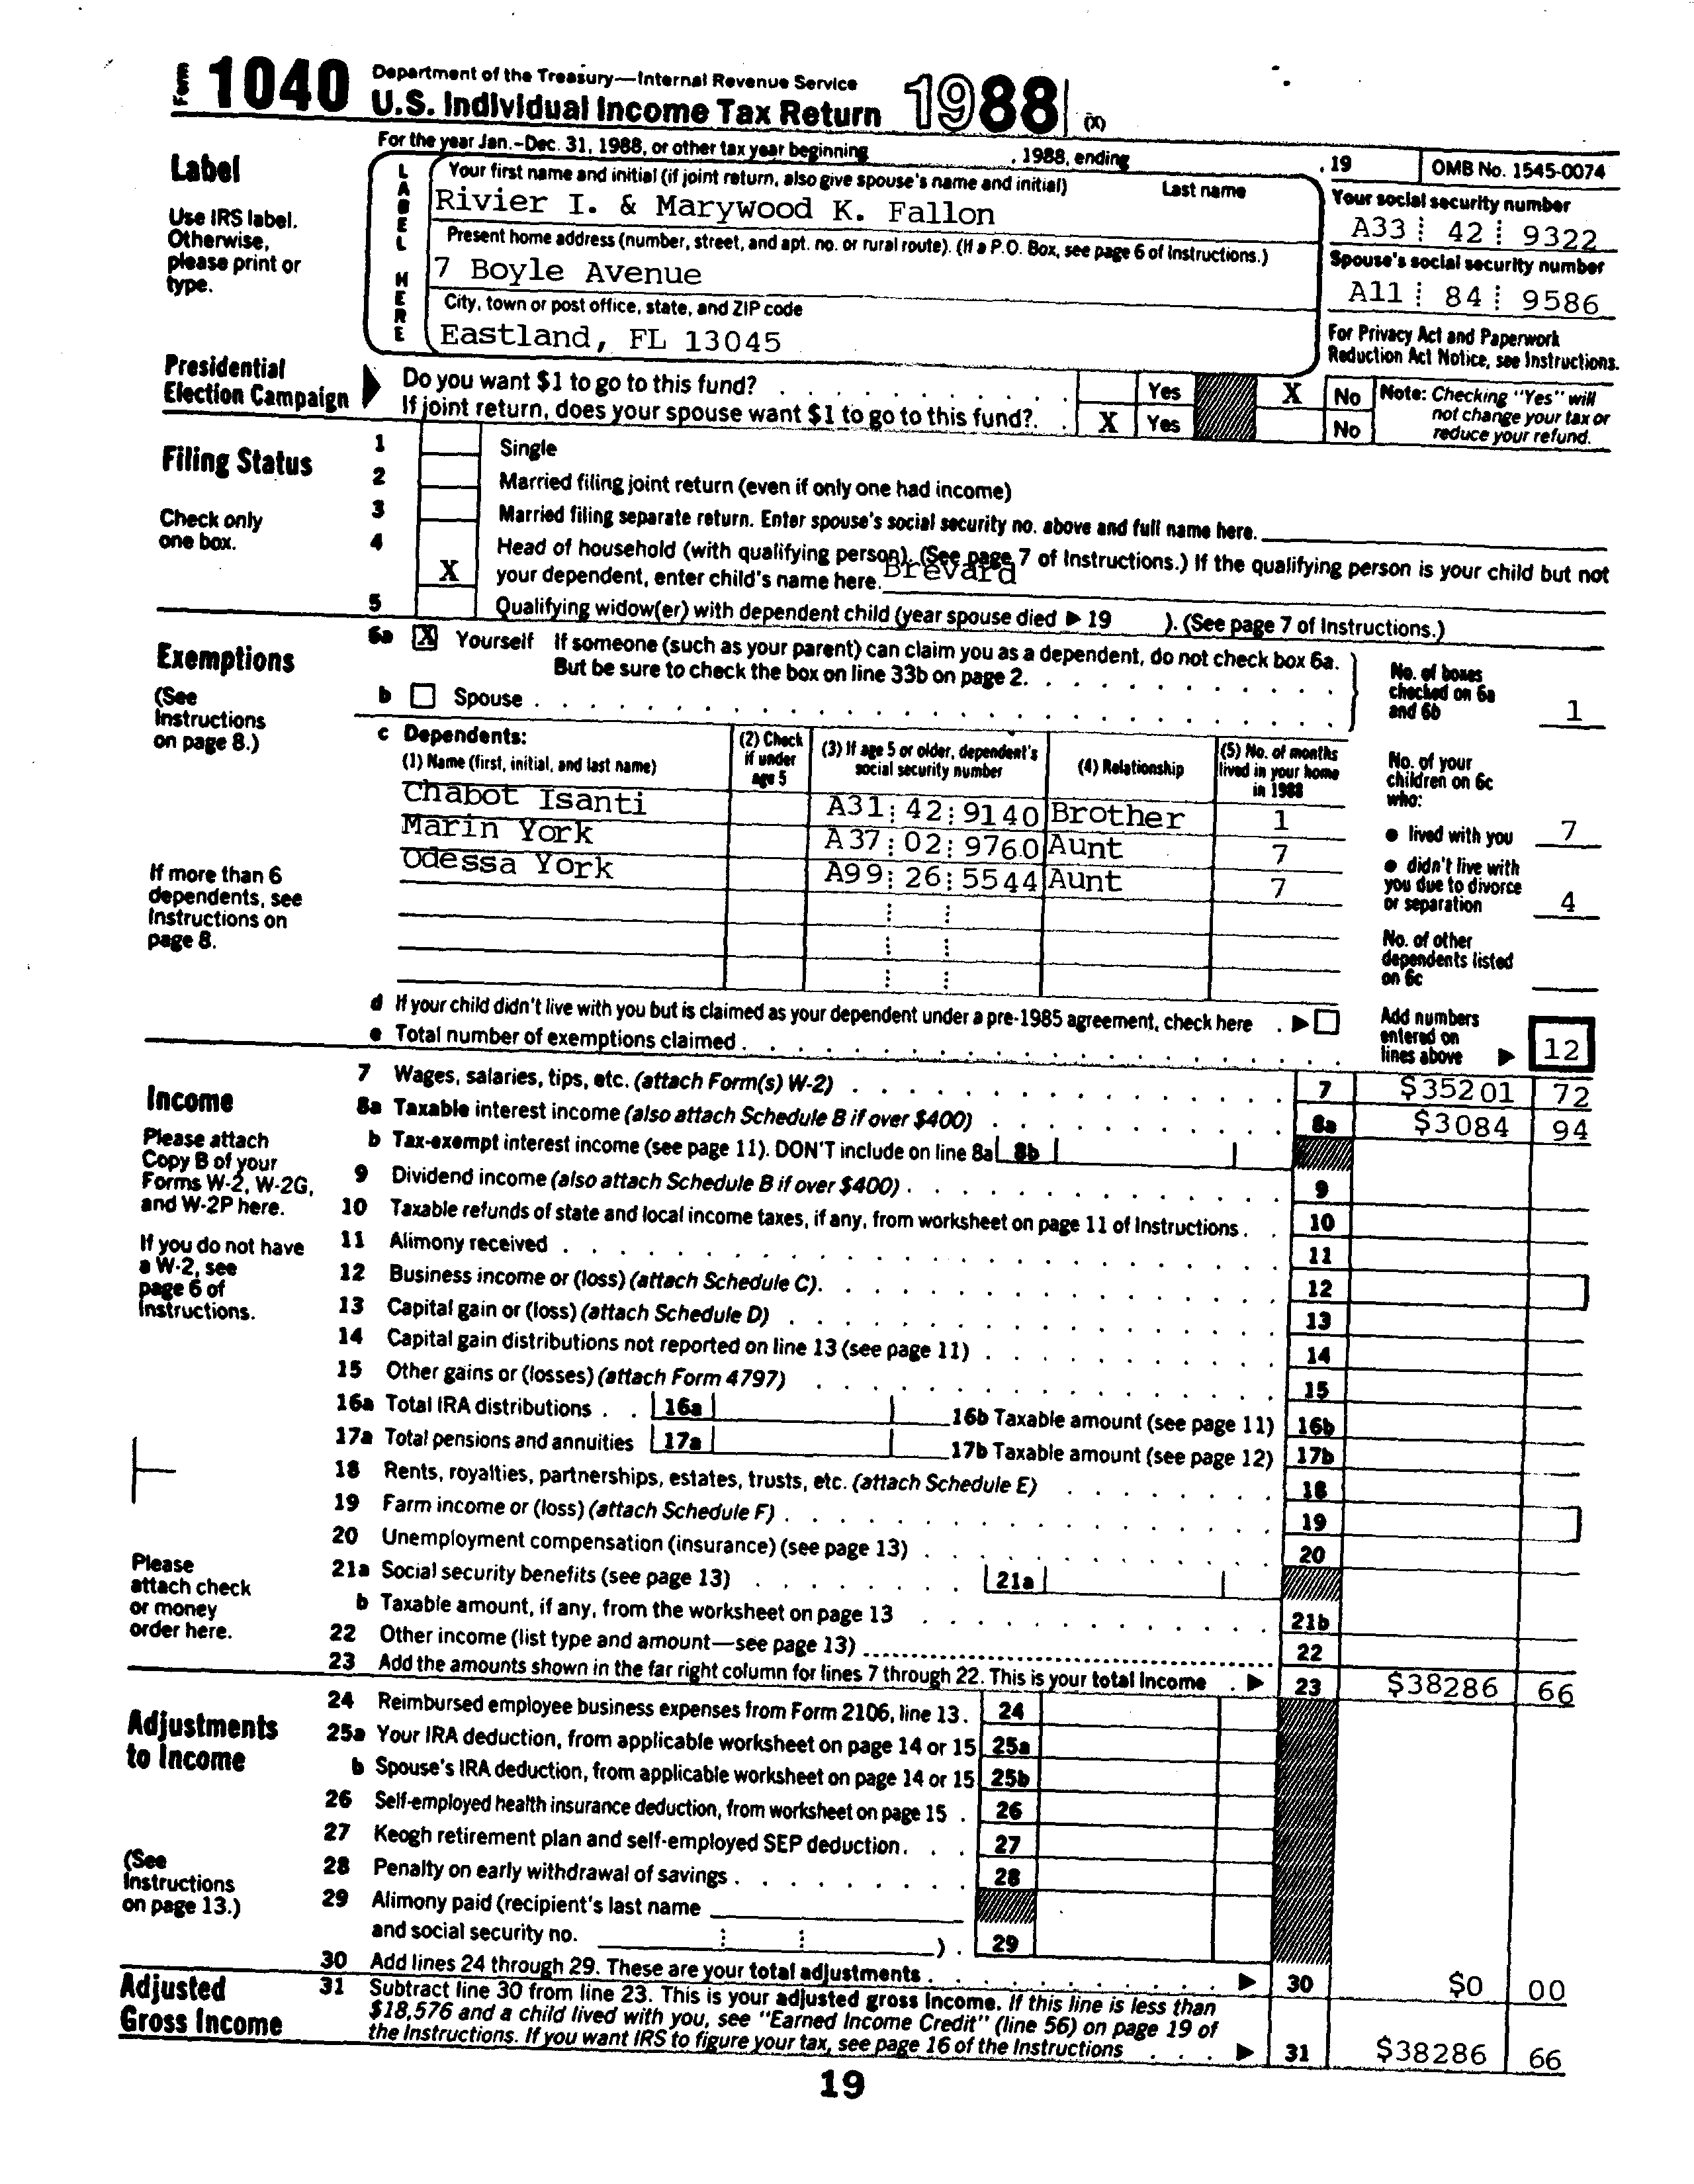 Form 1040 Department of the Treasury—Internal Revenue Service
U.S. Individual Income Tax Return 1988 (X)
For the year Jan.-Dec. 31, 1988, or other tax year beginning , 1988, ending , 19 OMB No. 1545-0074
Label
Use IRS label.
Otherwise,
please print or
type.
LABEL HERE
Your first name and initial (if joint return, also give spouse's name and initial) Last name
Rivier I. & Marywood K. Fallon
Your social security number
A33 42 9322
Present home address (number, street, and apt. no. or rural route). (If a P.O. Box, see page 6 of Instructions.)
7 Boyle Avenue
Spouse's social security number
A11 84 9586
City, town or post office, state, and ZIP code
Eastland, FL 13045
For Privacy Act and Paperwork
Reduction Act Notice, see Instructions.
Presidential
Election Campaign
Do you want $1 to go to this fund? Yes X No
If joint return, does your spouse want $1 to go to this fund? X Yes No
Note: Checking "Yes" will
not change your tax or
reduce your refund.
Filing Status
Check only
one box.
1 Single
2 Married filing joint return (even if only one had income)
3 Married filing separate return. Enter spouse's social security no. above and full name here.
4 Head of household (with qualifying person). (See page 7 of Instructions.) If the qualifying person is your child but not
X your dependent, enter child's name here. Brevard
5 Qualifying widow(er) with dependent child (year spouse died ▶ 19 ). (See page 7 of Instructions.)
Exemptions
(See
Instructions
on page 8.)
6a X Yourself If someone (such as your parent) can claim you as a dependent, do not check box 6a.
But be sure to check the box on line 33b on page 2.
b Spouse
No. of boxes
checked on 6a
and 6b 1
c Dependents:
(1) Name (first, initial, and last name)
(2) Check
if under
age 5
(3) If age 5 or older, dependent's
social security number
(4) Relationship
(5) No. of months
lived in your home
in 1988
Chabot Isanti A31 42 9140 Brother 1
Marin York A37 02 9760 Aunt 7
Odessa York A99 26 5544 Aunt 7
No. of your
children on 6c
who:
● lived with you 7
● didn't live with
you due to divorce
or separation 4
No. of other
dependents listed
on 6c
If more than 6
dependents, see
Instructions on
page 8.
d If your child didn't live with you but is claimed as your dependent under a pre-1985 agreement, check here . ▶
e Total number of exemptions claimed
Add numbers
entered on
lines above ▶ 12
Income
Please attach
Copy B of your
Forms W-2, W-2G,
and W-2P here.
If you do not have
a W-2, see
page 6 of
Instructions.
Please
attach check
or money
order here.
7 Wages, salaries, tips, etc. (attach Form(s) W-2) 7 $35201 72
8a Taxable interest income (also attach Schedule B if over $400) 8a $3084 94
b Tax-exempt interest income (see page 11). DON'T include on line 8a 8b
9 Dividend income (also attach Schedule B if over $400) 9
10 Taxable refunds of state and local income taxes, if any, from worksheet on page 11 of Instructions 10
11 Alimony received 11
12 Business income or (loss) (attach Schedule C) 12
13 Capital gain or (loss) (attach Schedule D) 13
14 Capital gain distributions not reported on line 13 (see page 11) 14
15 Other gains or (losses) (attach Form 4797) 15
16a Total IRA distributions 16a 16b Taxable amount (see page 11) 16b
17a Total pensions and annuities 17a 17b Taxable amount (see page 12) 17b
18 Rents, royalties, partnerships, estates, trusts, etc. (attach Schedule E) 18
19 Farm income or (loss) (attach Schedule F) 19
20 Unemployment compensation (insurance) (see page 13) 20
21a Social security benefits (see page 13) 21a
b Taxable amount, if any, from the worksheet on page 13 21b
22 Other income (list type and amount—see page 13) 22
23 Add the amounts shown in the far right column for lines 7 through 22. This is your total income ▶ 23 $38286 66
Adjustments
to Income
(See
Instructions
on page 13.)
24 Reimbursed employee business expenses from Form 2106, line 13. 24
25a Your IRA deduction, from applicable worksheet on page 14 or 15 25a
b Spouse's IRA deduction, from applicable worksheet on page 14 or 15 25b
26 Self-employed health insurance deduction, from worksheet on page 15 26
27 Keogh retirement plan and self-employed SEP deduction 27
28 Penalty on early withdrawal of savings 28
29 Alimony paid (recipient's last name
and social security no. ) 29
30 Add lines 24 through 29. These are your total adjustments ▶ 30 $0 00
Adjusted
Gross Income
31 Subtract line 30 from line 23. This is your adjusted gross income. If this line is less than
$18,576 and a child lived with you, see "Earned Income Credit" (line 56) on page 19 of
the Instructions. If you want IRS to figure your tax, see page 16 of the Instructions ▶ 31 $38286 66
19